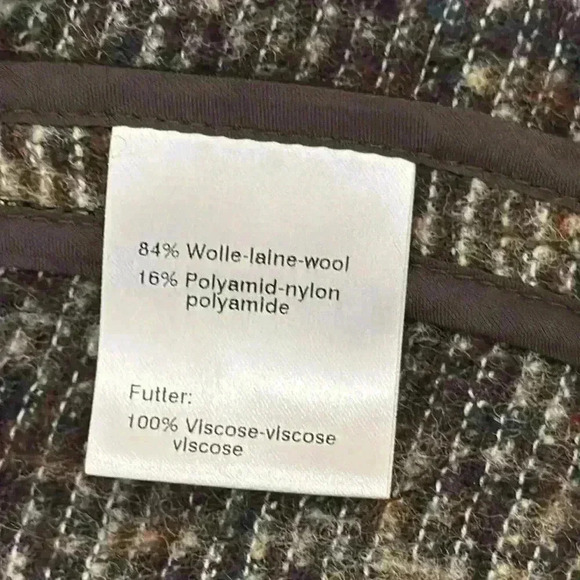 84% Wolle-laine-wool
16% Polyamid-nylon
polyamide
Futter:
100% Viscose-viscose
viscose